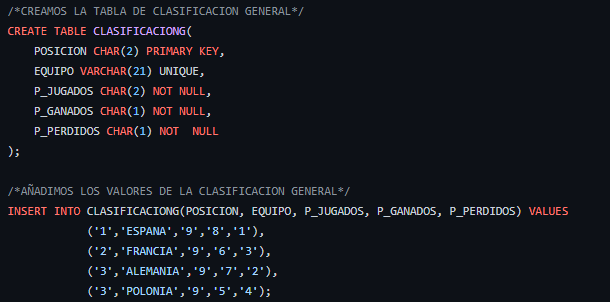 /*CREAMOS LA TABLA DE CLASIFICACION GENERAL*/
CREATE TABLE CLASIFICACIONG(
    POSICION CHAR(2) PRIMARY KEY,
    EQUIPO VARCHAR(21) UNIQUE,
    P_JUGADOS CHAR(2) NOT NULL,
    P_GANADOS CHAR(1) NOT NULL,
    P_PERDIDOS CHAR(1) NOT  NULL
);

/*AÑADIMOS LOS VALORES DE LA CLASIFICACION GENERAL*/
INSERT INTO CLASIFICACIONG(POSICION, EQUIPO, P_JUGADOS, P_GANADOS, P_PERDIDOS) VALUES
            ('1','ESPANA','9','8','1'),
            ('2','FRANCIA','9','6','3'),
            ('3','ALEMANIA','9','7','2'),
            ('3','POLONIA','9','5','4');